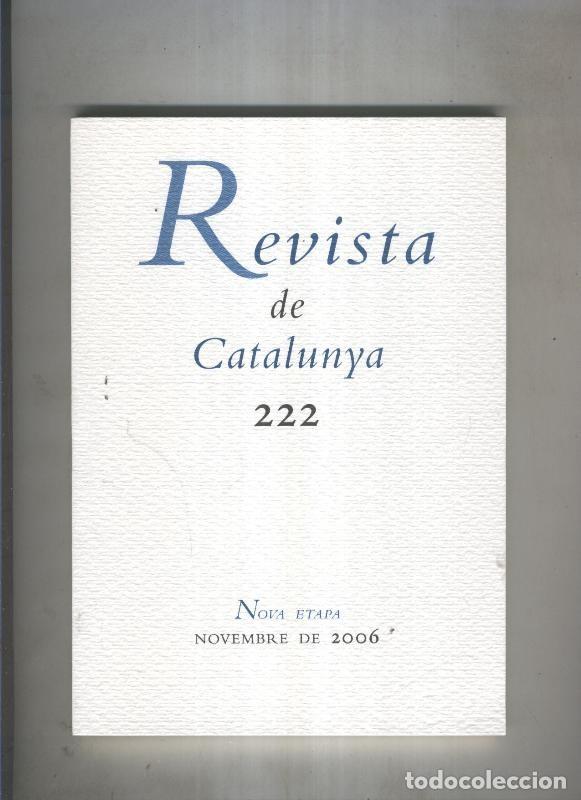 Revista
de
Catalunya
222
Nova etapa
novembre de 2006
todocoleccion